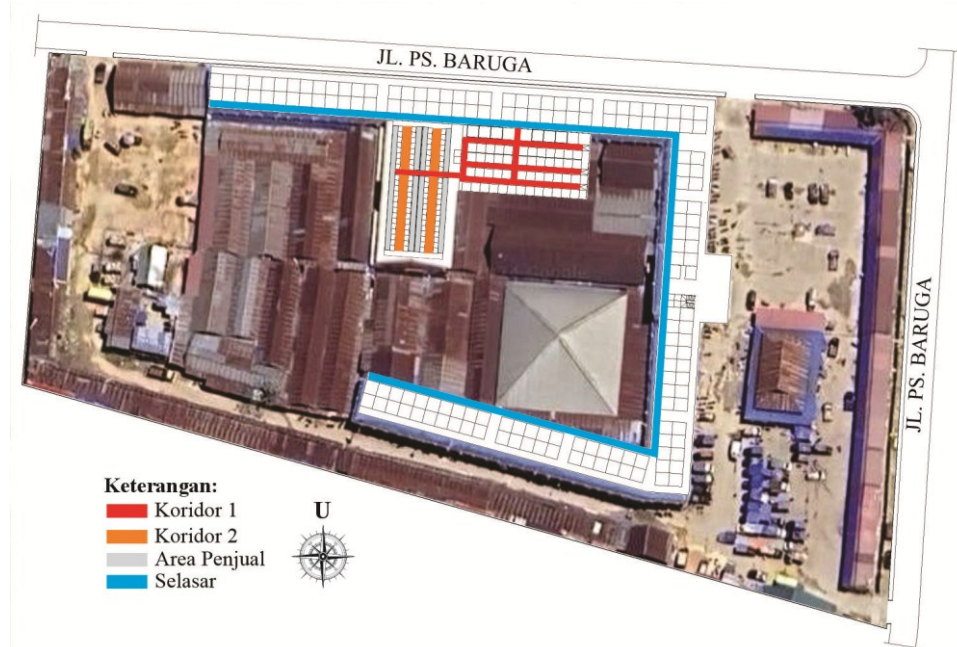 JL. PS. BARUGA
JL. PS. BARUGA
Keterangan:
Koridor 1
Koridor 2
Area Penjual
Selasar
U